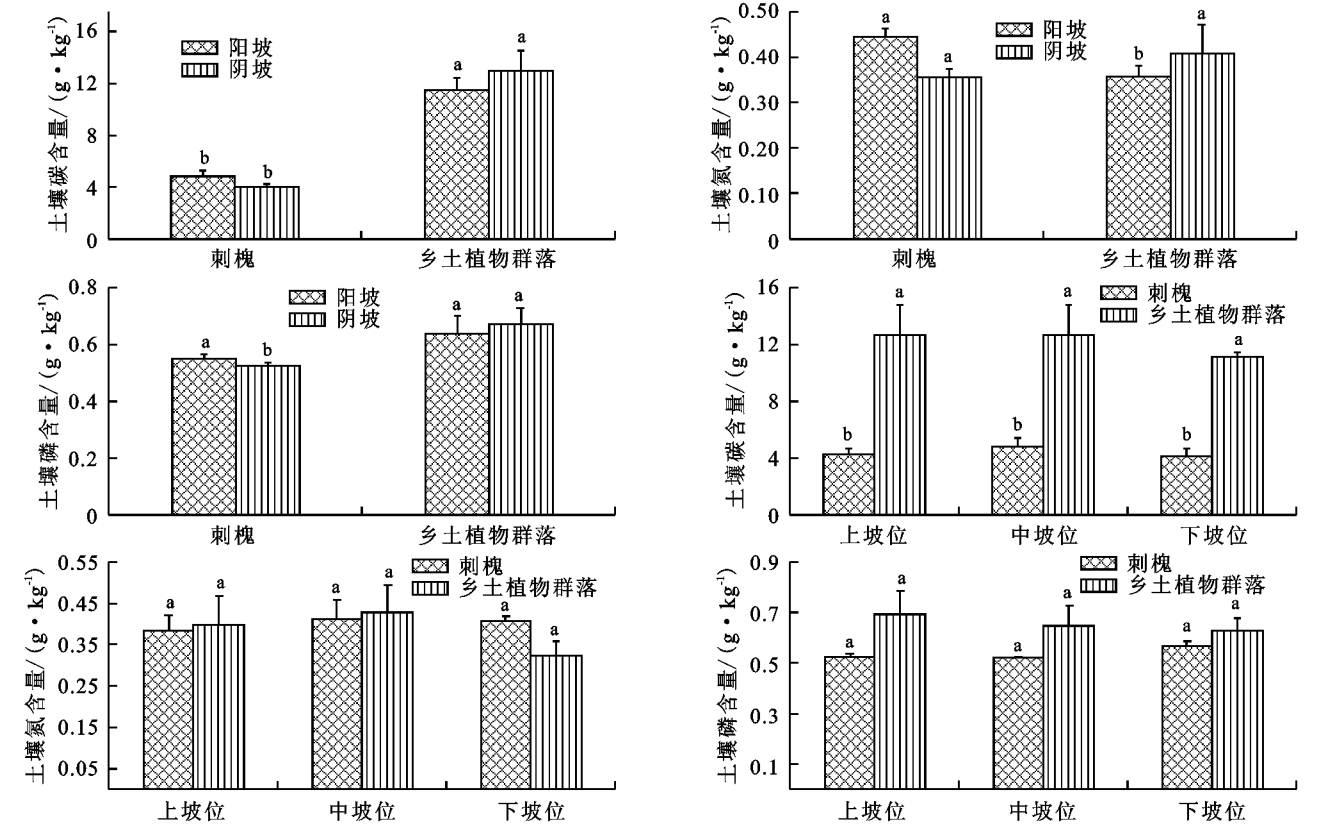 土壤碳含量/(g·kg⁻¹)
16
12
8
4
0
阳坡
阴坡
b
b
a
a
刺槐
乡土植物群落
土壤氮含量/(g·kg⁻¹)
0.50
0.40
0.30
0.20
0.10
0
阳坡
阴坡
a
a
b
a
刺槐
乡土植物群落
土壤磷含量/(g·kg⁻¹)
0.8
0.6
0.4
0.2
0
阳坡
阴坡
a
b
a
a
刺槐
乡土植物群落
土壤碳含量/(g·kg⁻¹)
16
12
8
4
0
刺槐
乡土植物群落
b
a
b
a
b
a
上坡位
中坡位
下坡位
土壤氮含量/(g·kg⁻¹)
0.55
0.45
0.35
0.25
0.15
0.05
刺槐
乡土植物群落
a
a
a
a
a
a
上坡位
中坡位
下坡位
土壤磷含量/(g·kg⁻¹)
0.9
0.7
0.5
0.3
0.1
刺槐
乡土植物群落
a
a
a
a
a
a
上坡位
中坡位
下坡位